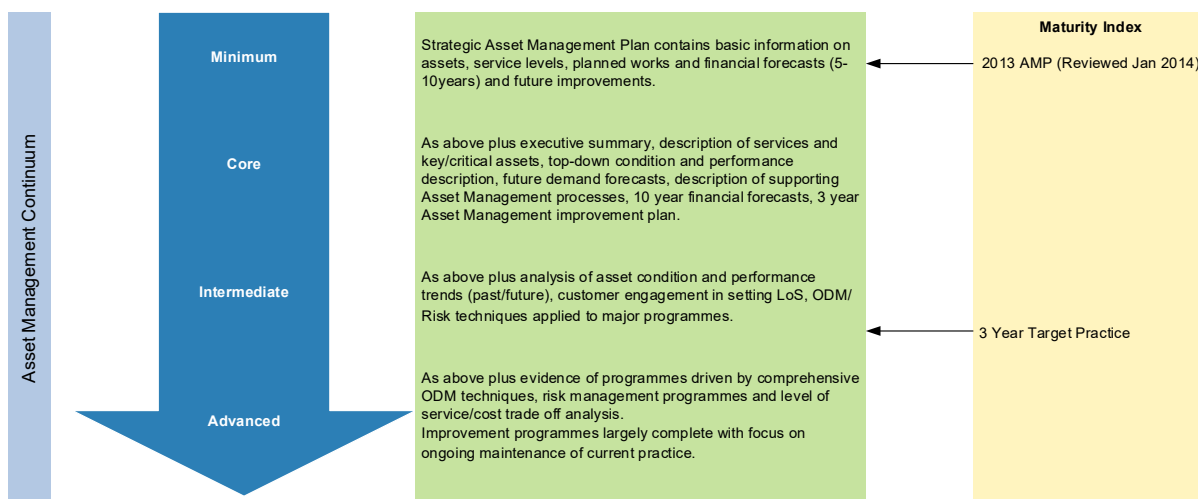 Asset Management Continuum
Minimum
Strategic Asset Management Plan contains basic information on
assets, service levels, planned works and financial forecasts (5-
10years) and future improvements.
Maturity Index
2013 AMP (Reviewed Jan 2014)
Core
As above plus executive summary, description of services and
key/critical assets, top-down condition and performance
description, future demand forecasts, description of supporting
Asset Management processes, 10 year financial forecasts, 3 year
Asset Management improvement plan.
Intermediate
As above plus analysis of asset condition and performance
trends (past/future), customer engagement in setting LoS, ODM/
Risk techniques applied to major programmes.
3 Year Target Practice
Advanced
As above plus evidence of programmes driven by comprehensive
ODM techniques, risk management programmes and level of
service/cost trade off analysis.
Improvement programmes largely complete with focus on
ongoing maintenance of current practice.